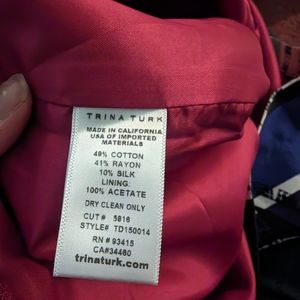 TRINA TURK
MADE IN CALIFORNIA
USA OF IMPORTED
MATERIALS
49% COTTON
41% RAYON
10% SILK
LINING:
100% ACETATE
DRY CLEAN ONLY
CUT# 5816
STYLE# TD150014
RN # 93415
CA#34460
trinaturk.com